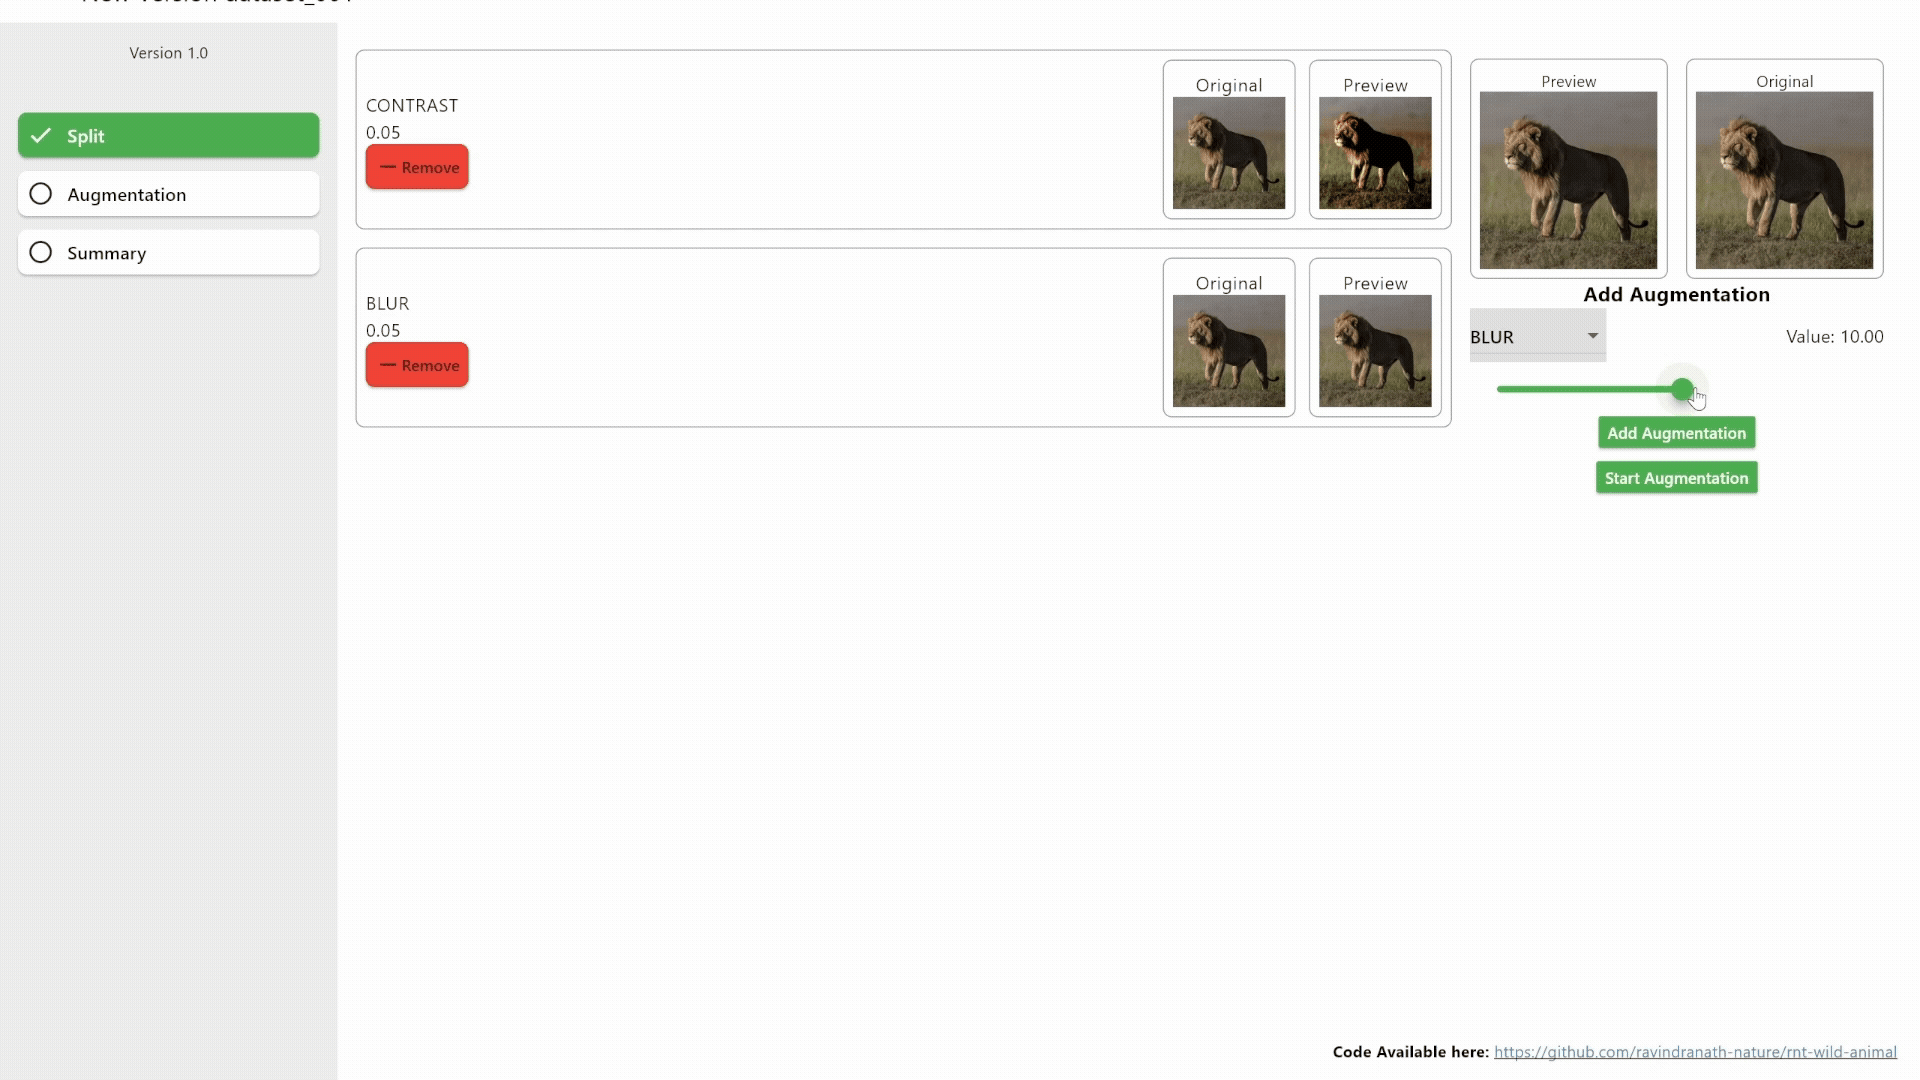 Version 1.0
Split
Augmentation
Summary
CONTRAST
0.05
Remove
Original
Preview
BLUR
0.05
Remove
Original
Preview
Preview
Original
Add Augmentation
BLUR
Value: 10.00
Add Augmentation
Start Augmentation
Code Available here: https://github.com/ravindranath-nature/rnt-wild-animal